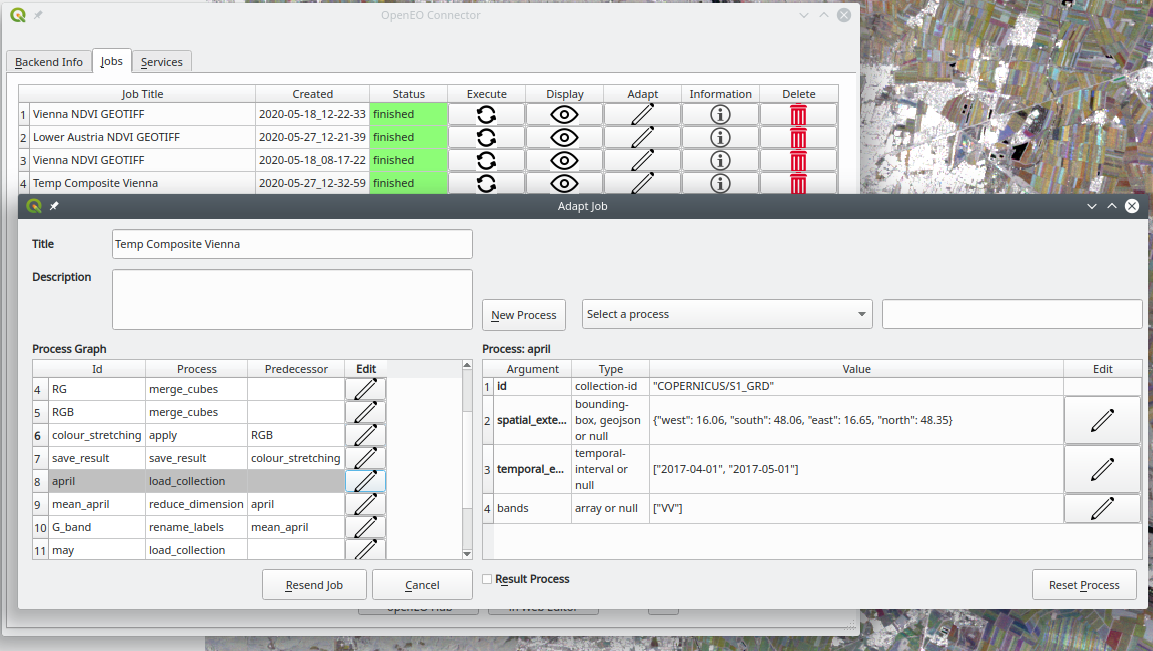 OpenEO Connector
Backend Info Jobs Services
Job Title Created Status Execute Display Adapt Information Delete
1 Vienna NDVI GEOTIFF 2020-05-18_12-22-33 finished
2 Lower Austria NDVI GEOTIFF 2020-05-27_12-21-39 finished
3 Vienna NDVI GEOTIFF 2020-05-18_08-17-22 finished
4 Temp Composite Vienna 2020-05-27_12-32-59 finished
Adapt Job
Title Temp Composite Vienna
Description
New Process Select a process
Process Graph
Id Process Predecessor Edit
4 RG merge_cubes
5 RGB merge_cubes
6 colour_stretching apply RGB
7 save_result save_result colour_stretching
8 april load_collection
9 mean_april reduce_dimension april
10 G_band rename_labels mean_april
11 may load_collection
Process: april
Argument Type Value Edit
1 id collection-id "COPERNICUS/S1_GRD"
bounding-
2 spatial_exte... box, geojson {"west": 16.06, "south": 48.06, "east": 16.65, "north": 48.35}
or null
temporal-
3 temporal_e... interval or ["2017-04-01", "2017-05-01"]
null
4 bands array or null ["VV"]
Result Process
Resend Job Cancel Reset Process
OpenEO Hub in Web Editor